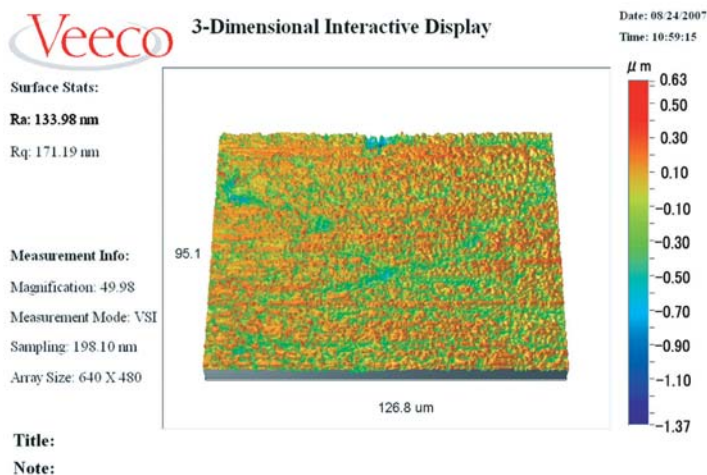 Veeco
3-Dimensional Interactive Display
Date: 08/24/2007
Time: 10:59:15
Surface Stats:
Ra: 133.98 nm
Rq: 171.19 nm
Measurement Info:
Magnification: 49.98
Measurement Mode: VSI
Sampling: 198.10 nm
Array Size: 640 X 480
95.1
126.8 um
μm
0.63
0.50
0.30
0.10
−0.10
−0.30
−0.50
−0.70
−0.90
−1.10
−1.37
Title:
Note: